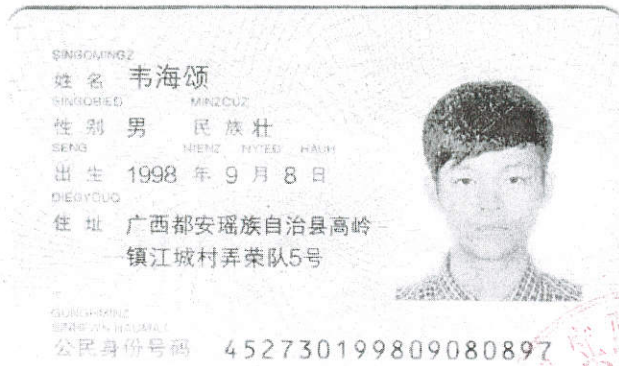 SINGQMINGZ
姓名 韦海颂
SINGQBIED MINZCUZ
性别 男 民族 壮
SENG NIENZ NYIED HAUH
出生 1998 年 9 月 8 日
DIEGYOUQ
住址 广西都安瑶族自治县高岭
镇江城村弄荣队5号
GUNGHMINZ
公民身份号码 452730199809080897